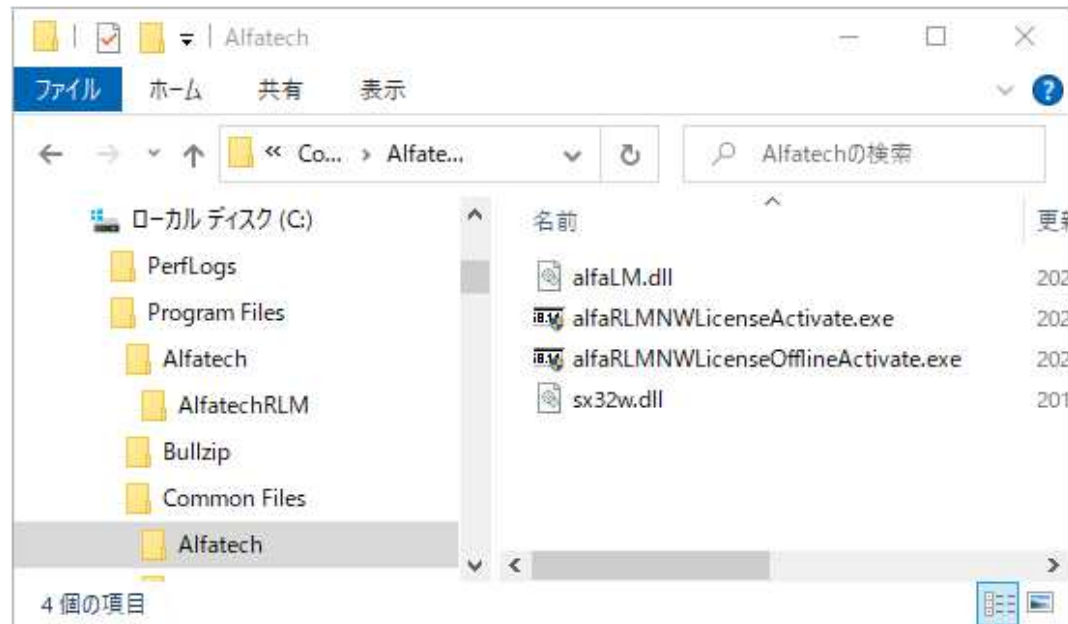 Alfatech
ファイル ホーム 共有 表示
« Co... › Alfate... Alfatechの検索
ローカル ディスク (C:)
PerfLogs
Program Files
Alfatech
AlfatechRLM
Bullzip
Common Files
Alfatech
名前 更新
alfaLM.dll 202
alfaRLMNWLicenseActivate.exe 202
alfaRLMNWLicenseOfflineActivate.exe 202
sx32w.dll 201
4 個の項目